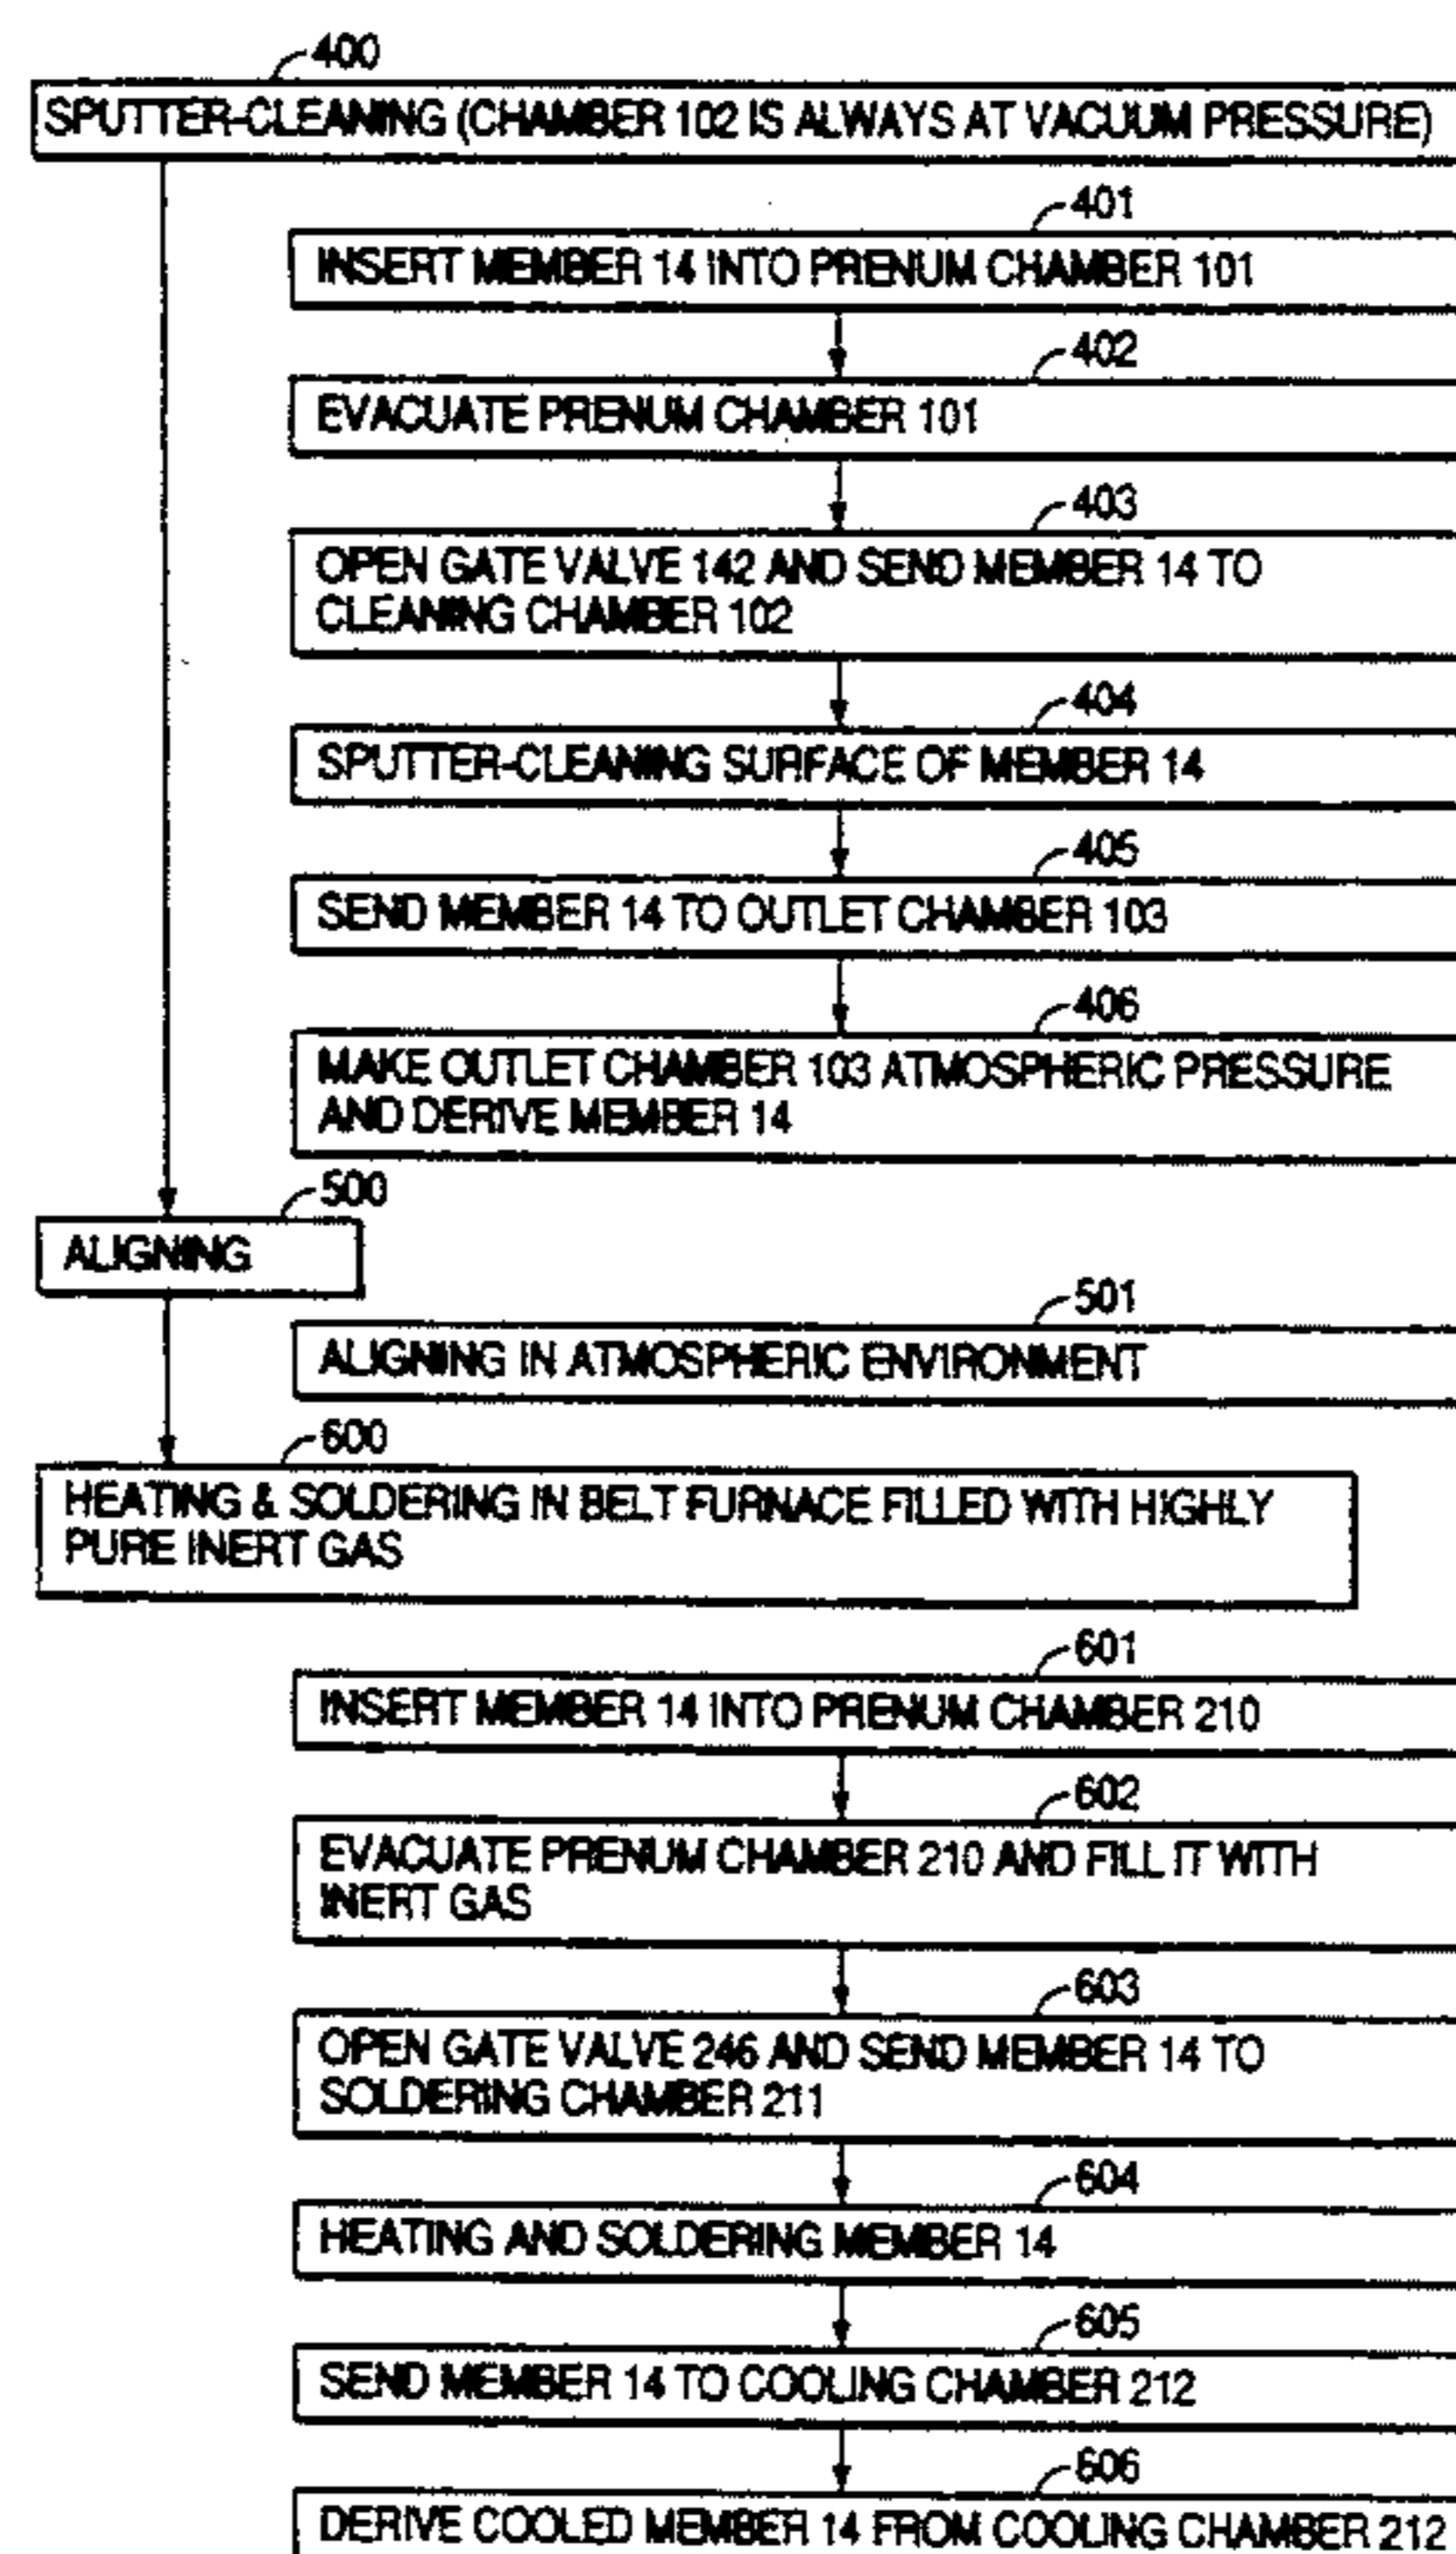 400
SPUTTER-CLEANING (CHAMBER 102 IS ALWAYS AT VACUUM PRESSURE)
401
INSERT MEMBER 14 INTO PRENUM CHAMBER 101
402
EVACUATE PRENUM CHAMBER 101
403
OPEN GATE VALVE 142 AND SEND MEMBER 14 TO
CLEANING CHAMBER 102
404
SPUTTER-CLEANING SURFACE OF MEMBER 14
405
SEND MEMBER 14 TO OUTLET CHAMBER 103
406
MAKE OUTLET CHAMBER 103 ATMOSPHERIC PRESSURE
AND DERIVE MEMBER 14
500
ALIGNING
501
ALIGNING IN ATMOSPHERIC ENVIRONMENT
600
HEATING & SOLDERING IN BELT FURNACE FILLED WITH HIGHLY
PURE INERT GAS
601
INSERT MEMBER 14 INTO PRENUM CHAMBER 210
602
EVACUATE PRENUM CHAMBER 210 AND FILL IT WITH
INERT GAS
603
OPEN GATE VALVE 246 AND SEND MEMBER 14 TO
SOLDERING CHAMBER 211
604
HEATING AND SOLDERING MEMBER 14
605
SEND MEMBER 14 TO COOLING CHAMBER 212
606
DERIVE COOLED MEMBER 14 FROM COOLING CHAMBER 212